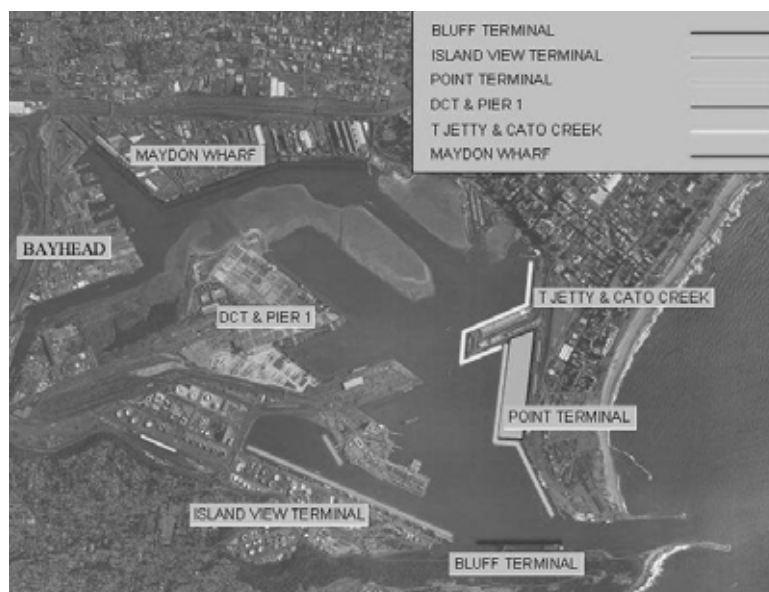 BLUFF TERMINAL
ISLAND VIEW TERMINAL
POINT TERMINAL
DCT & PIER 1
T JETTY & CATO CREEK
MAYDON WHARF
MAYDON WHARF
BAYHEAD
T JETTY & CATO CREEK
DCT & PIER 1
POINT TERMINAL
ISLAND VIEW TERMINAL
BLUFF TERMINAL